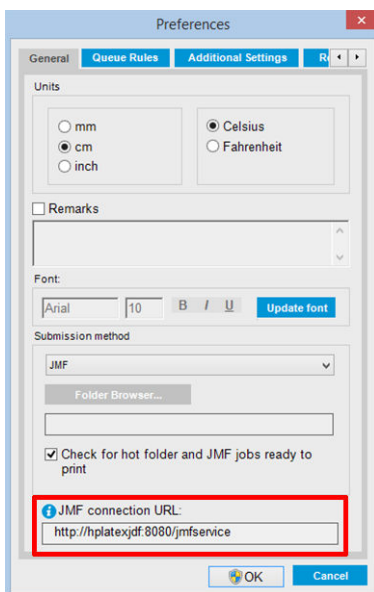 Preferences
General Queue Rules Additional Settings
Units
mm
cm
inch
Celsius
Fahrenheit
Remarks
Font:
Arial 10 B I U Update font
Submission method
JMF
Folder Browser...
Check for hot folder and JMF jobs ready to
print
JMF connection URL:
http://hplatexjdf:8080/jmfservice
OK Cancel